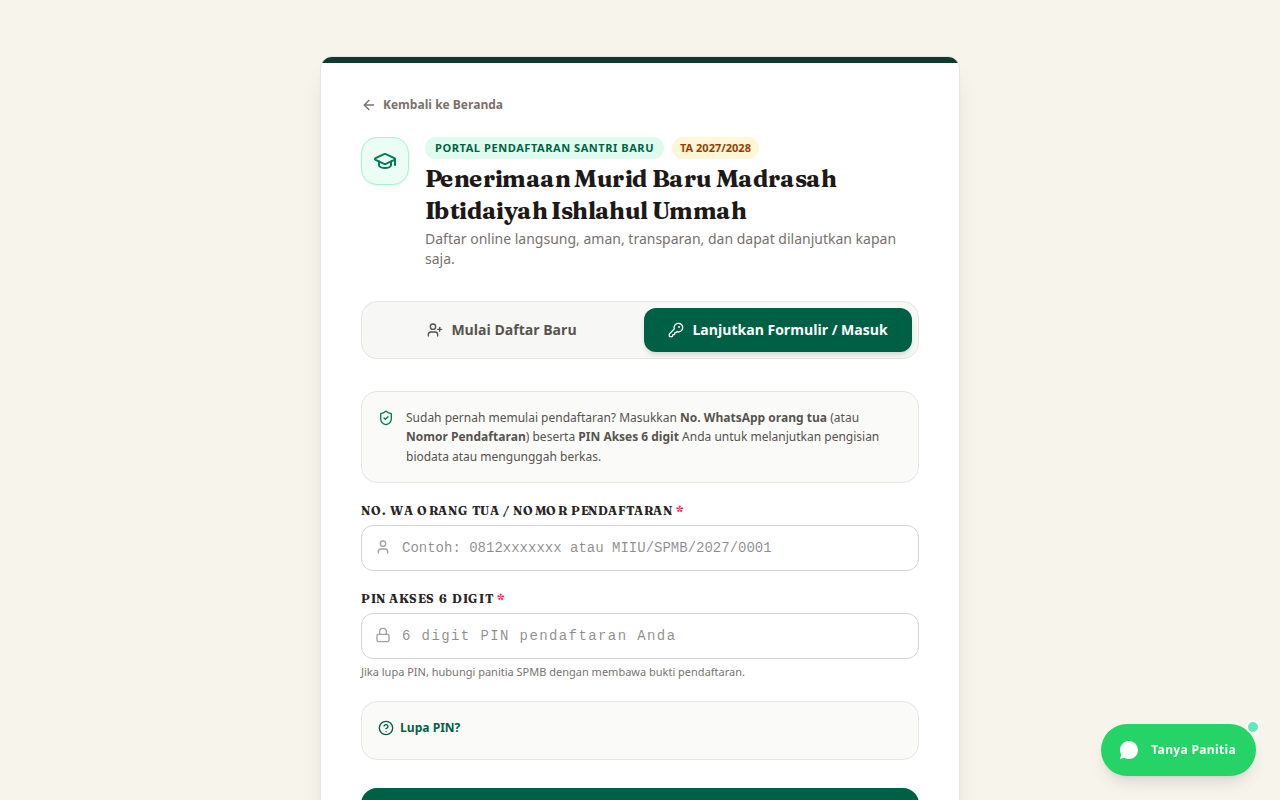 Kembali ke Beranda
PORTAL PENDAFTARAN SANTRI BARU
TA 2027/2028
Penerimaan Murid Baru Madrasah
Ibtidaiyah Ishlahul Ummah
Daftar online langsung, aman, transparan, dan dapat dilanjutkan kapan
saja.
Mulai Daftar Baru
Lanjutkan Formulir / Masuk
Sudah pernah memulai pendaftaran? Masukkan No. WhatsApp orang tua (atau
Nomor Pendaftaran) beserta PIN Akses 6 digit Anda untuk melanjutkan pengisian
biodata atau mengunggah berkas.
NO. WA ORANG TUA / NOMOR PENDAFTARAN *
Contoh: 0812xxxxxxx atau MIIU/SPMB/2027/0001
PIN AKSES 6 DIGIT *
6 digit PIN pendaftaran Anda
Jika lupa PIN, hubungi panitia SPMB dengan membawa bukti pendaftaran.
Lupa PIN?
Tanya Panitia